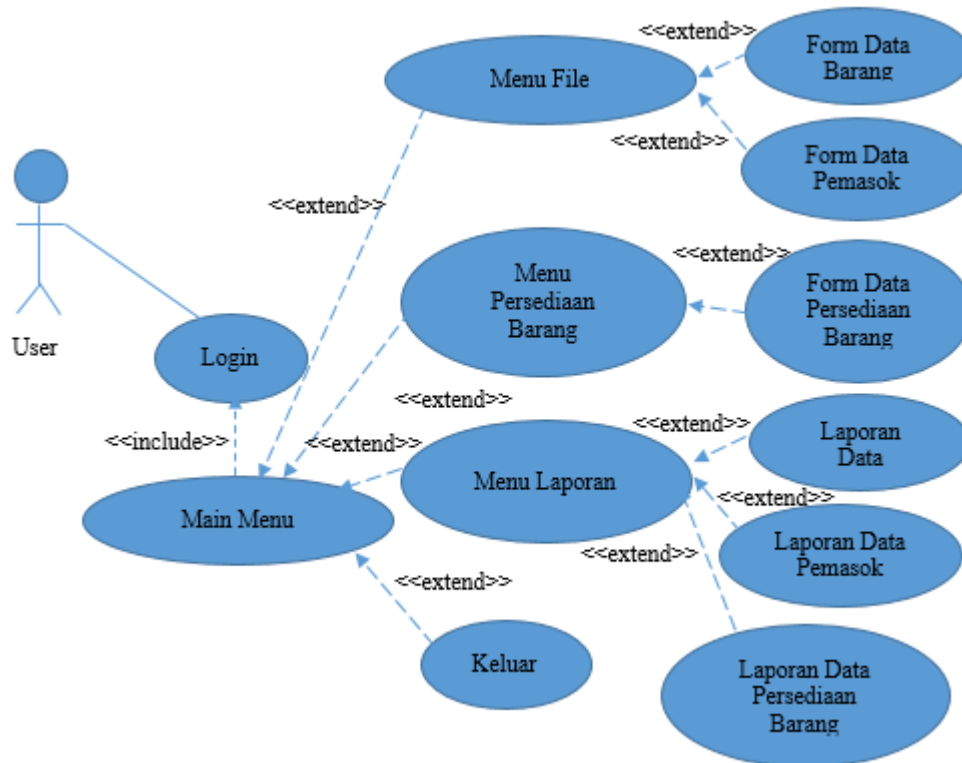 <<extend>>
Form Data
Barang
Menu File
<<extend>>
Form Data
Pemasok
<<extend>>
User
Login
Menu
Persediaan
Barang
<<extend>>
Form Data
Persediaan
Barang
<<extend>>
<<include>>
<<extend>>
<<extend>>
Laporan
Data
Main Menu
Menu Laporan
<<extend>>
Laporan Data
Pemasok
<<extend>>
<<extend>>
Keluar
Laporan Data
Persediaan
Barang